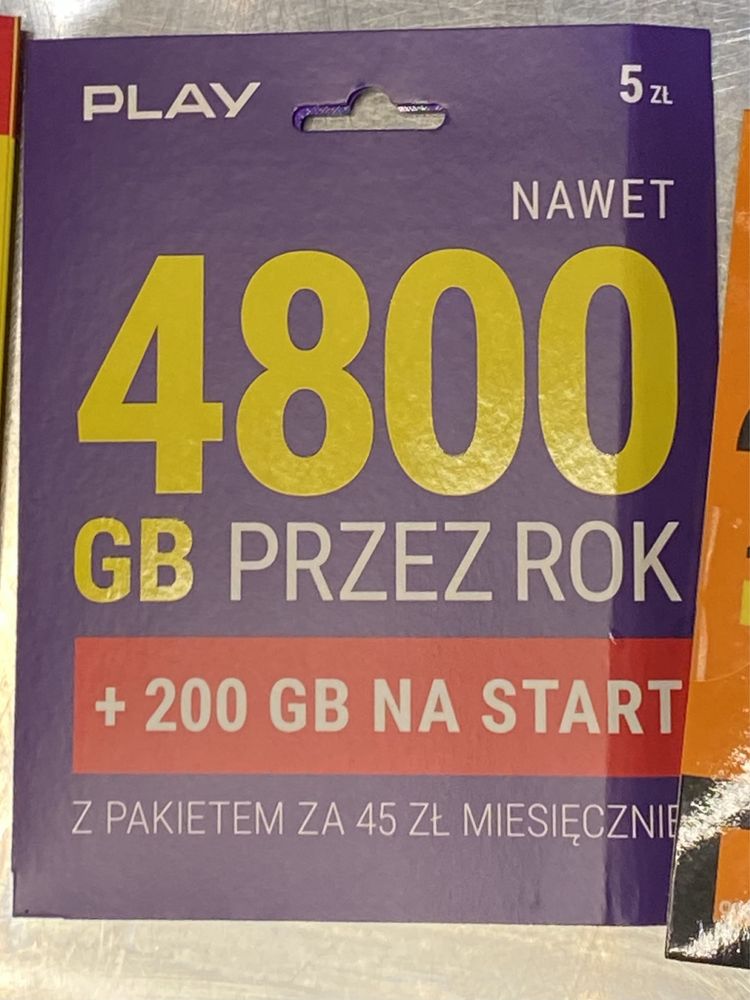 PLAY
5 ZŁ
NAWET
4800
GB PRZEZ ROK
+ 200 GB NA START
Z PAKIETEM ZA 45 ZŁ MIESIĘCZNIE